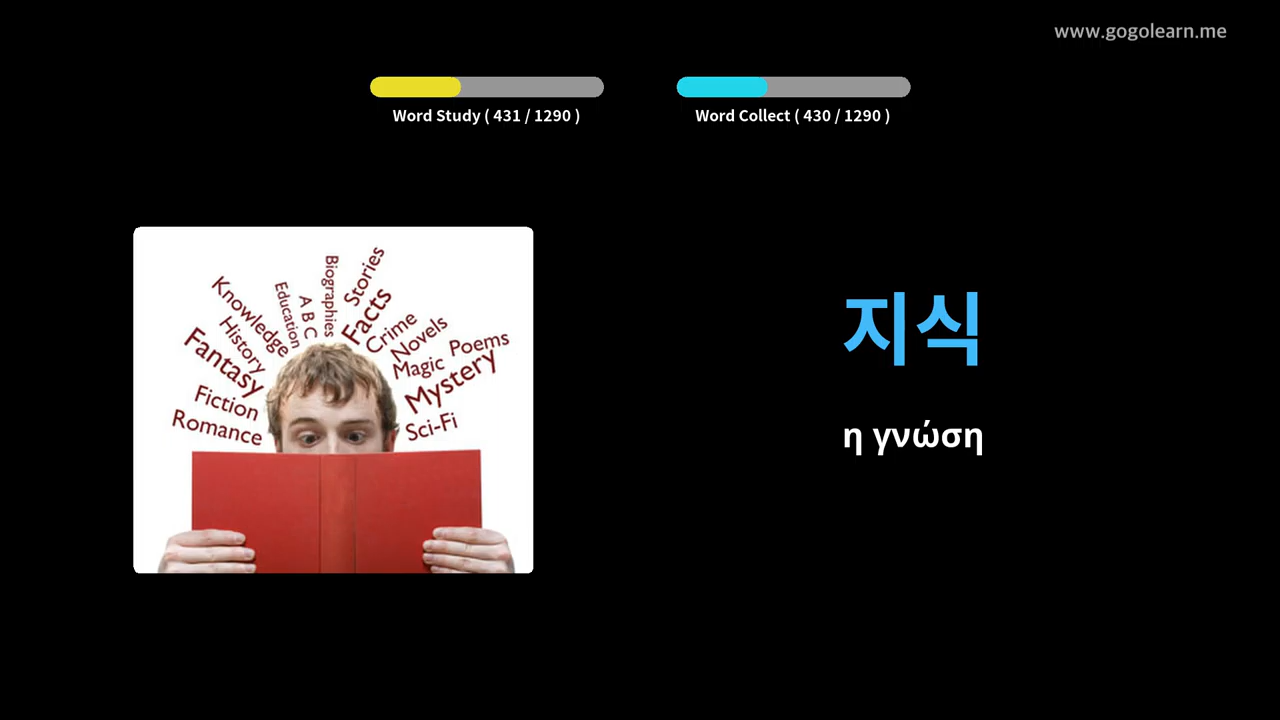 www.gogolearn.me
Word Study ( 431 / 1290 )
Word Collect ( 430 / 1290 )
Knowledge
History
Fantasy
Fiction
Romance
Education
A B C
Biographies
Stories
Facts
Crime
Novels
Magic
Poems
Mystery
Sci-Fi
지식
η γνώση